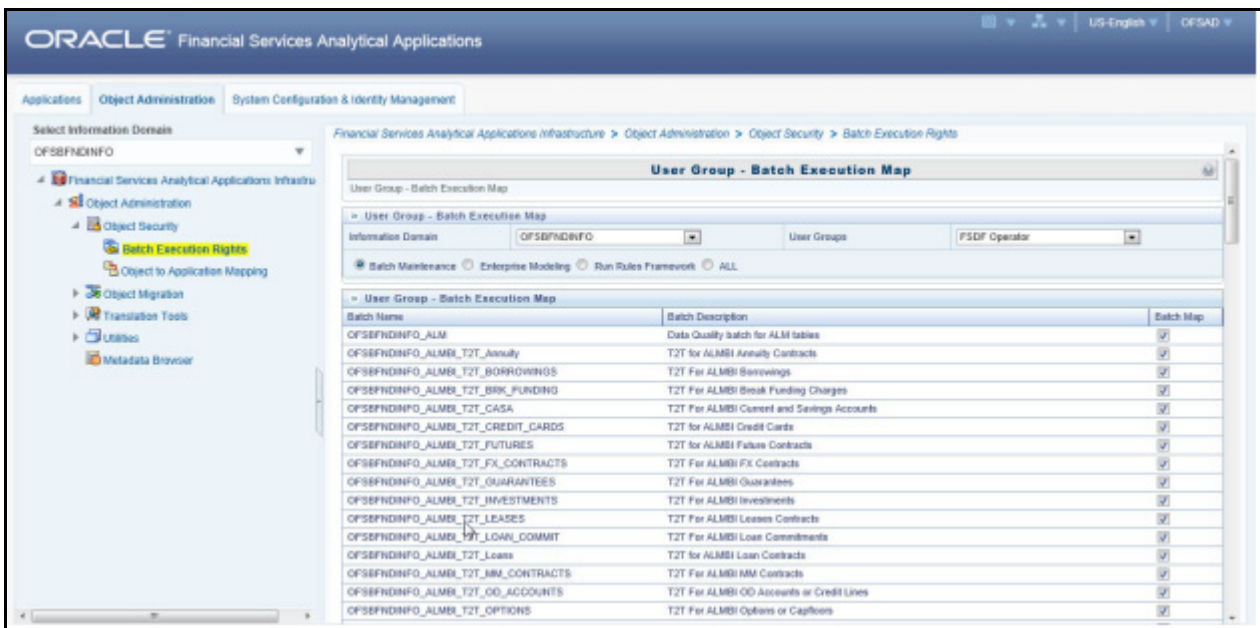 US-English OFSAD
ORACLE® Financial Services Analytical Applications
Applications Object Administration System Configuration & Identity Management
Select Information Domain
OFSBFNDINFO
Financial Services Analytical Applications Infrastru
Object Administration
Object Security
Batch Execution Rights
Object to Application Mapping
Object Migration
Translation Tools
Utilities
Metadata Browser
Financial Services Analytical Applications Infrastructure > Object Administration > Object Security > Batch Execution Rights
User Group - Batch Execution Map
User Group - Batch Execution Map
» User Group - Batch Execution Map
Information Domain OFSBFNDINFO User Groups FSDF Operator
Batch Maintenance Enterprise Modeling Run Rules Framework ALL
» User Group - Batch Execution Map
Batch Name Batch Description Batch Map
OFSBFNDINFO_ALM Data Quality batch for ALM tables
OFSBFNDINFO_ALMBI_T2T_Annuity T2T for ALMBI Annuity Contracts
OFSBFNDINFO_ALMBI_T2T_BORROWINGS T2T For ALMBI Borrowings
OFSBFNDINFO_ALMBI_T2T_BRK_FUNDING T2T For ALMBI Break Funding Charges
OFSBFNDINFO_ALMBI_T2T_CASA T2T For ALMBI Current and Savings Accounts
OFSBFNDINFO_ALMBI_T2T_CREDIT_CARDS T2T for ALMBI Credit Cards
OFSBFNDINFO_ALMBI_T2T_FUTURES T2T for ALMBI Future Contracts
OFSBFNDINFO_ALMBI_T2T_FX_CONTRACTS T2T For ALMBI FX Contracts
OFSBFNDINFO_ALMBI_T2T_GUARANTEES T2T For ALMBI Guarantees
OFSBFNDINFO_ALMBI_T2T_INVESTMENTS T2T For ALMBI Investments
OFSBFNDINFO_ALMBI_T2T_LEASES T2T For ALMBI Leases Contracts
OFSBFNDINFO_ALMBI_T2T_LOAN_COMMIT T2T For ALMBI Loan Commitments
OFSBFNDINFO_ALMBI_T2T_Loans T2T for ALMBI Loan Contracts
OFSBFNDINFO_ALMBI_T2T_MM_CONTRACTS T2T For ALMBI MM Contracts
OFSBFNDINFO_ALMBI_T2T_OD_ACCOUNTS T2T For ALMBI OD Accounts or Credit Lines
OFSBFNDINFO_ALMBI_T2T_OPTIONS T2T For ALMBI Options or Capfloors